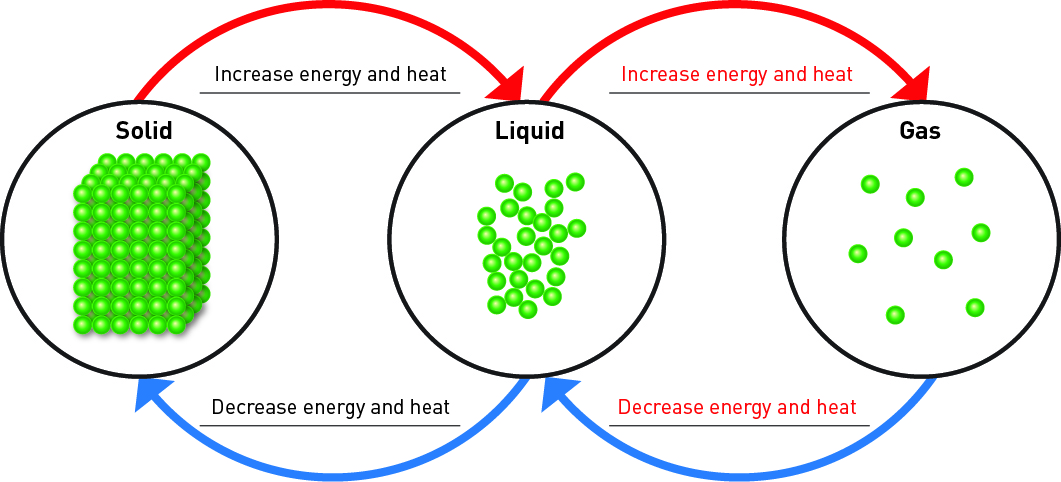 Increase energy and heat
Increase energy and heat
Solid
Liquid
Gas
Decrease energy and heat
Decrease energy and heat